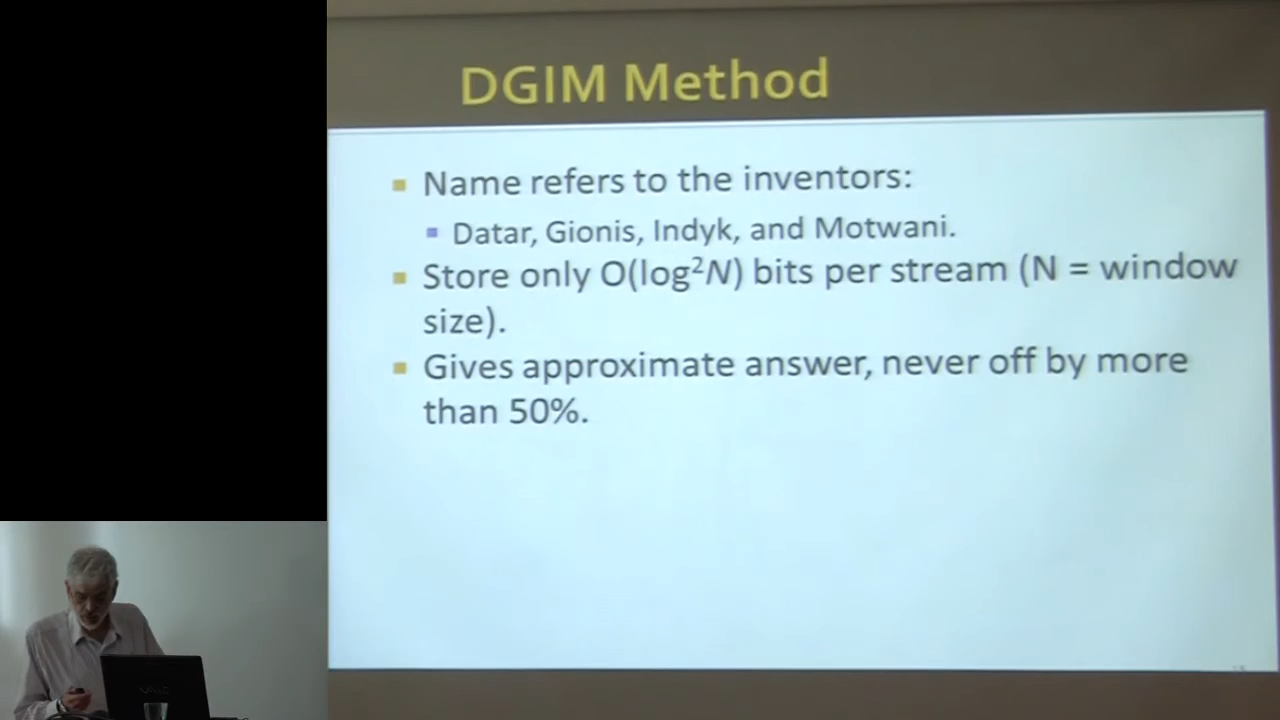 DGIM Method
Name refers to the inventors:
Datar, Gionis, Indyk, and Motwani.
Store only O(log²N) bits per stream (N = window
size).
Gives approximate answer, never off by more
than 50%.
VAIO